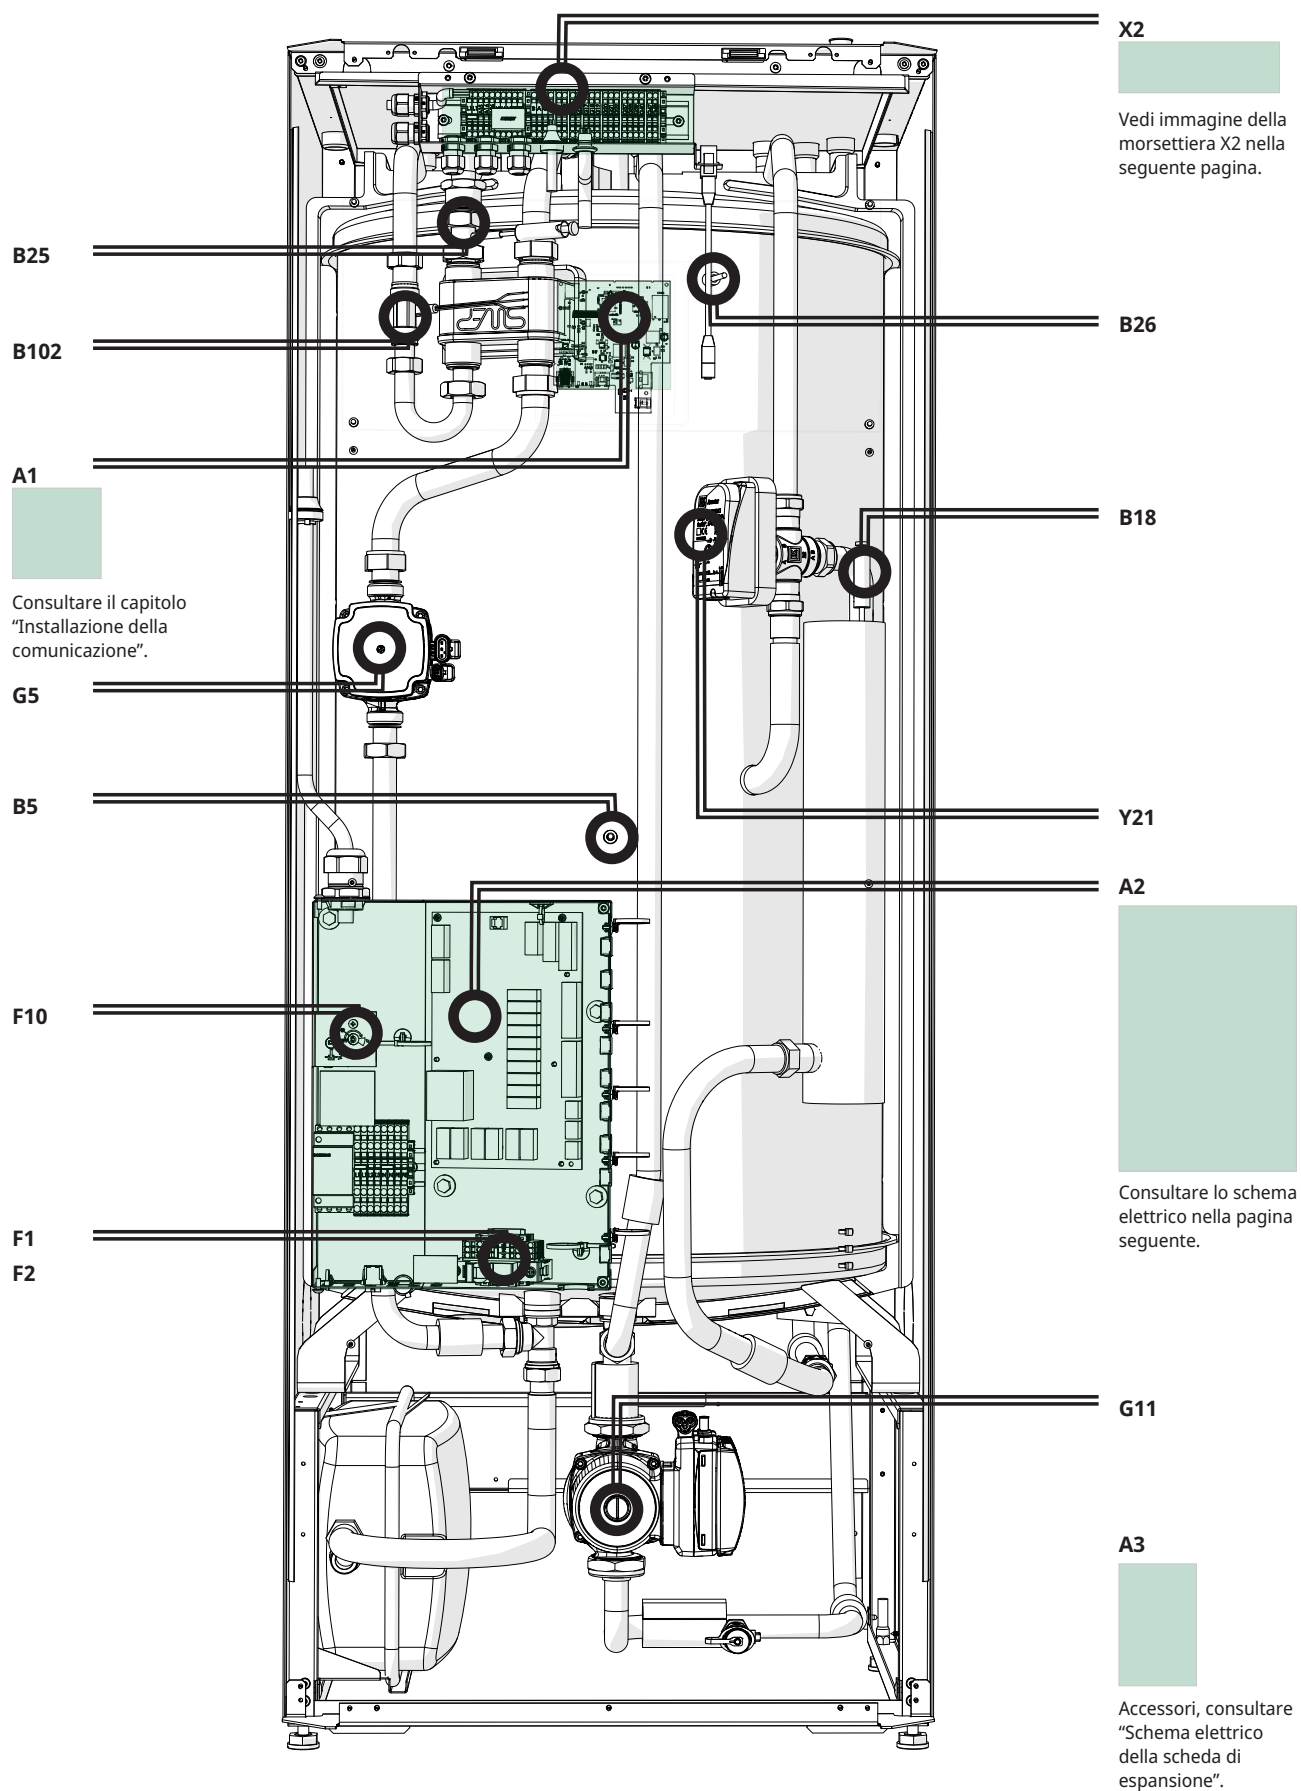 X2
Vedi immagine della
morsettiera X2 nella
seguente pagina.
B25
B26
B102
A1
B18
Consultare il capitolo
“Installazione della
comunicazione”.
G5
B5
Y21
A2
F10
Consultare lo schema
elettrico nella pagina
seguente.
F1
F2
G11
A3
Accessori, consultare
“Schema elettrico
della scheda di
espansione”.